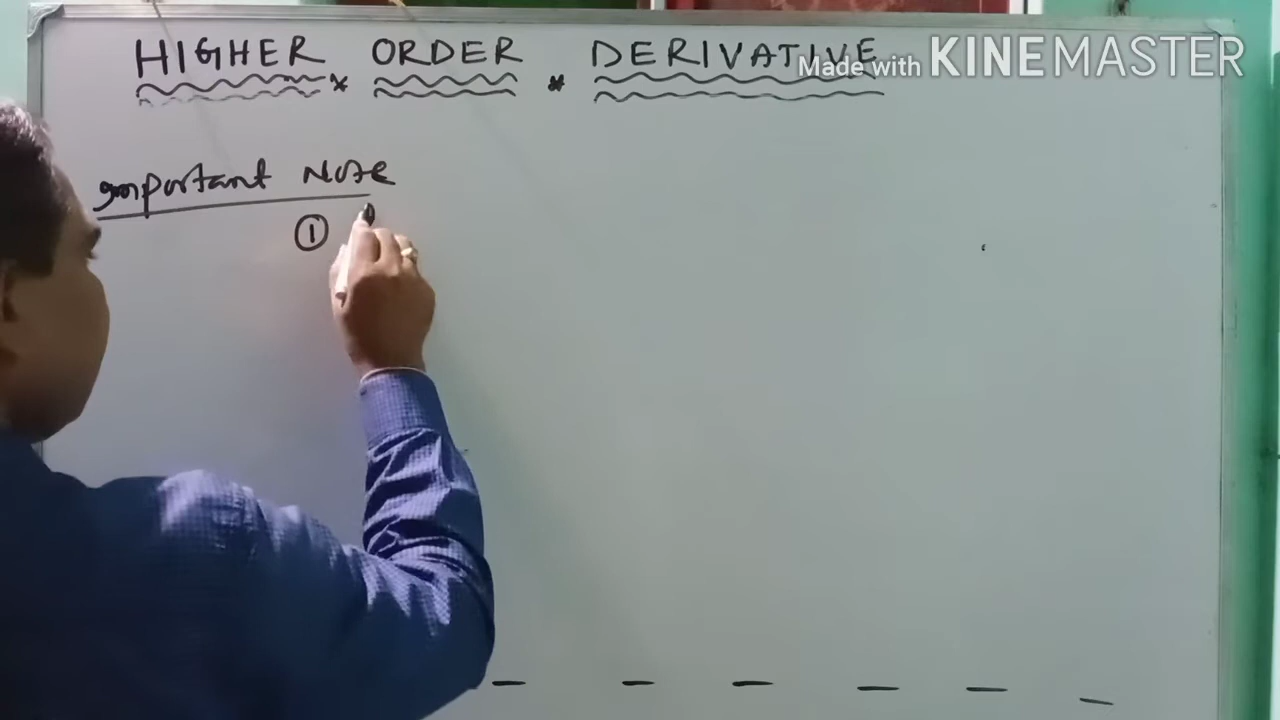 HIGHER * ORDER * DERIVATIVE
Made with KINEMASTER
Important Note
①